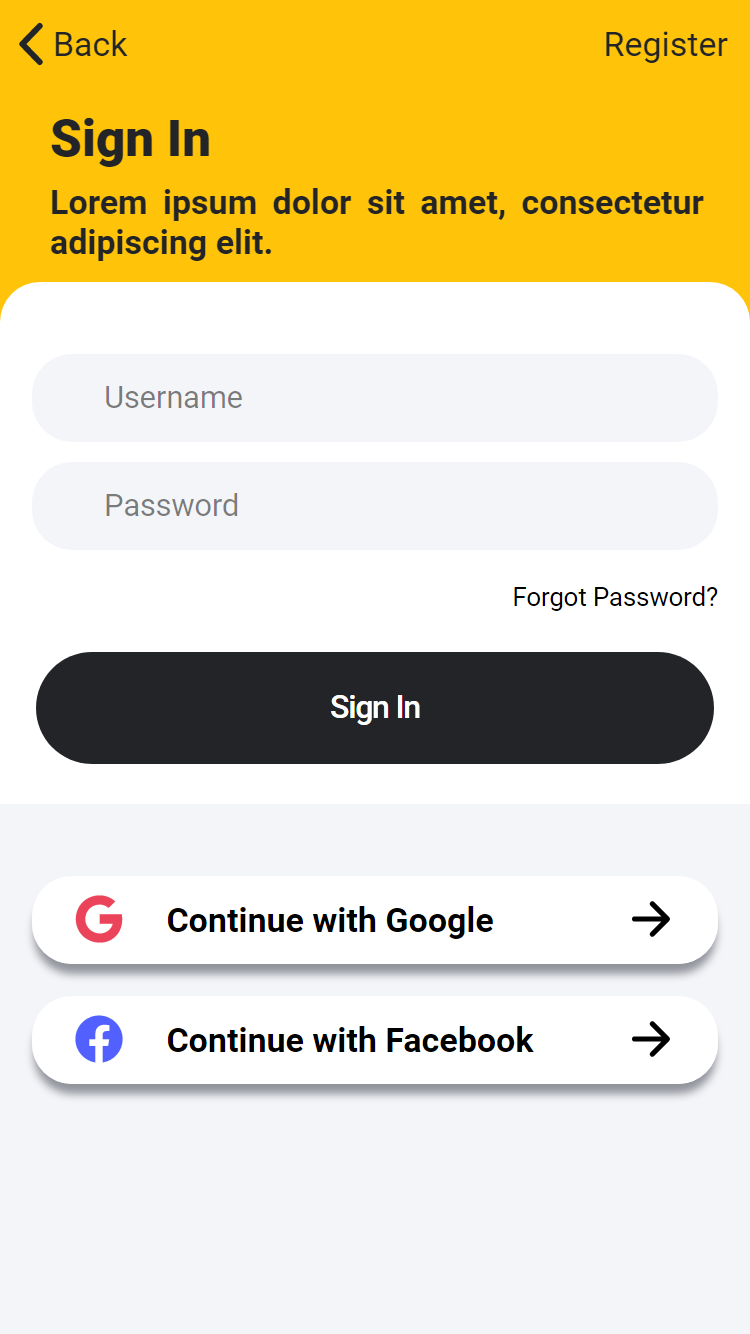 Back
Register
Sign In
Lorem ipsum dolor sit amet, consectetur
adipiscing elit.
Username
Password
Forgot Password?
Sign In
Continue with Google
Continue with Facebook